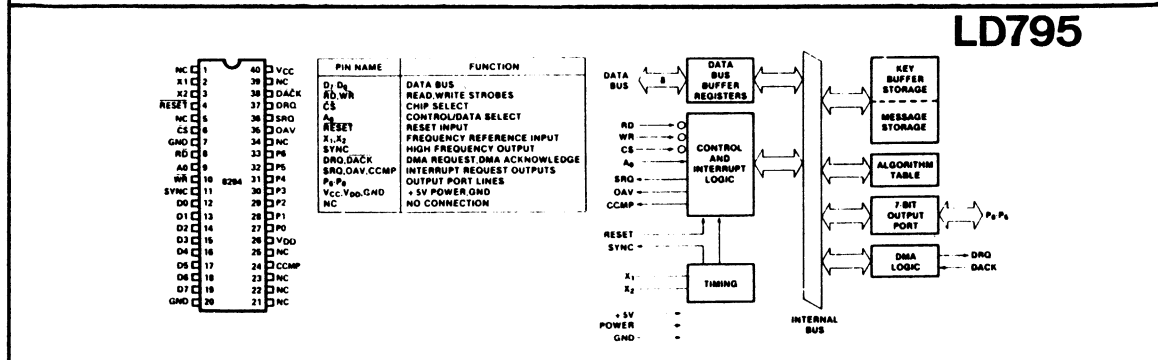 LD795
NC 1 40 VCC
X1 2 39 NC
X2 3 38 DACK
RESET 4 37 DRQ
NC 5 36 SRQ
CS 6 35 OAV
GND 7 34 NC
RD 8 33 P6
A0 9 32 P5
WR 10 8294 31 P4
SYNC 11 30 P3
D0 12 29 P2
D1 13 28 P1
D2 14 27 P0
D3 15 26 VDD
D4 16 25 NC
D5 17 24 CCMP
D6 18 23 NC
D7 19 22 NC
GND 20 21 NC
PIN NAME FUNCTION
D7 D0 DATA BUS
RD,WR READ,WRITE STROBES
CS CHIP SELECT
A0 CONTROL/DATA SELECT
RESET RESET INPUT
X1,X2 FREQUENCY REFERENCE INPUT
SYNC HIGH FREQUENCY OUTPUT
DRQ,DACK DMA REQUEST,DMA ACKNOWLEDGE
SRQ,OAV,CCMP INTERRUPT REQUEST OUTPUTS
P6-P0 OUTPUT PORT LINES
VCC,VDD,GND +5V POWER,GND
NC NO CONNECTION
DATA
BUS
8
DATA
BUS
BUFFER
REGISTERS
RD
WR
CS
A0
SRQ
OAV
CCMP
CONTROL
AND
INTERRUPT
LOGIC
RESET
SYNC
X1
X2
TIMING
+5V
POWER
GND
INTERNAL
BUS
KEY
BUFFER
STORAGE
MESSAGE
STORAGE
ALGORITHM
TABLE
7-BIT
OUTPUT
PORT
P0-P6
DMA
LOGIC
DRQ
DACK